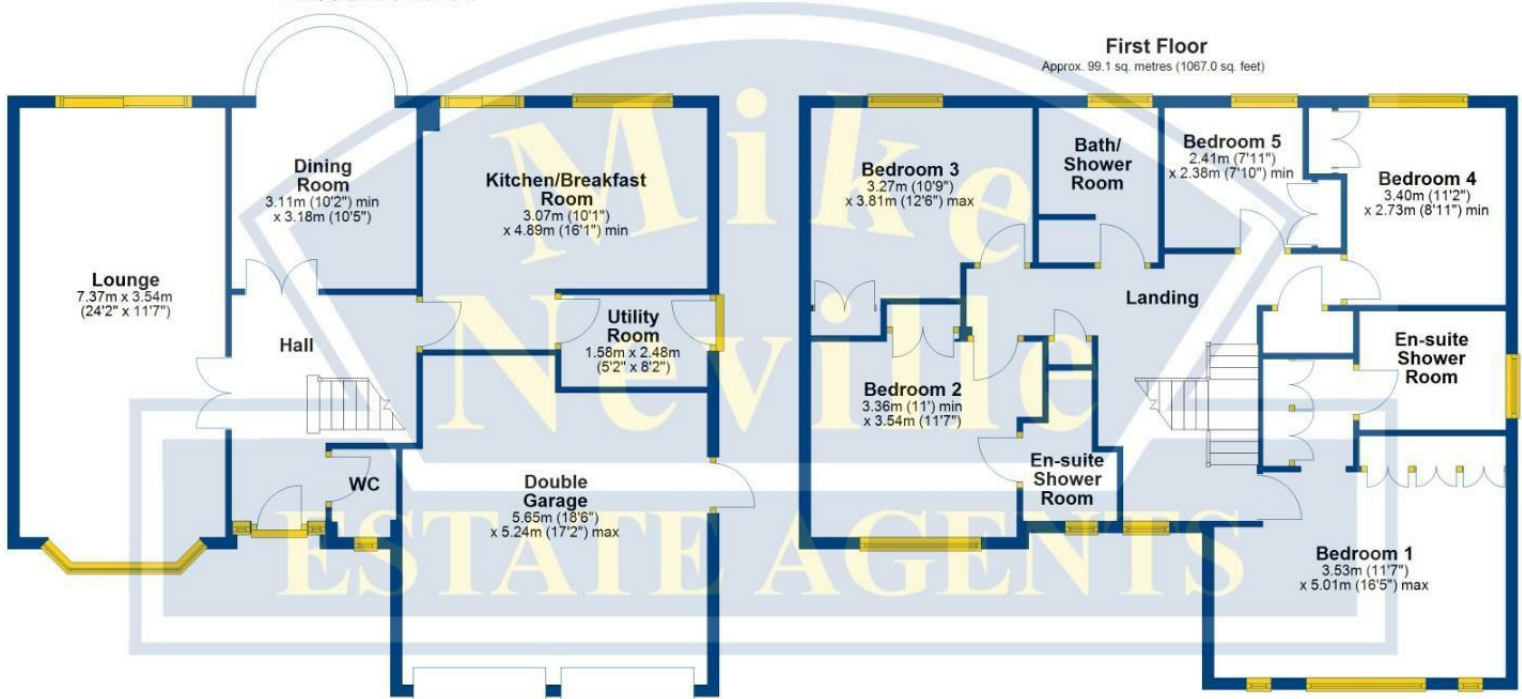 Lounge
7.37m x 3.54m
(24'2" x 11'7")
Dining
Room
3.11m (10'2") min
x 3.18m (10'5")
Kitchen/Breakfast
Room
3.07m (10'1")
x 4.89m (16'1") min
Hall
Utility
Room
1.58m x 2.48m
(5'2" x 8'2")
WC
Double
Garage
5.65m (18'6")
x 5.24m (17'2") max
First Floor
Approx. 99.1 sq. metres (1067.0 sq. feet)
Bedroom 3
3.27m (10'9")
x 3.81m (12'6") max
Bath/
Shower
Room
Bedroom 5
2.41m (7'11")
x 2.38m (7'10") min
Bedroom 4
3.40m (11'2")
x 2.73m (8'11") min
Landing
En-suite
Shower
Room
Bedroom 2
3.36m (11') min
x 3.54m (11'7")
En-suite
Shower
Room
Bedroom 1
3.53m (11'7")
x 5.01m (16'5") max
Mike
Neville
ESTATE AGENTS